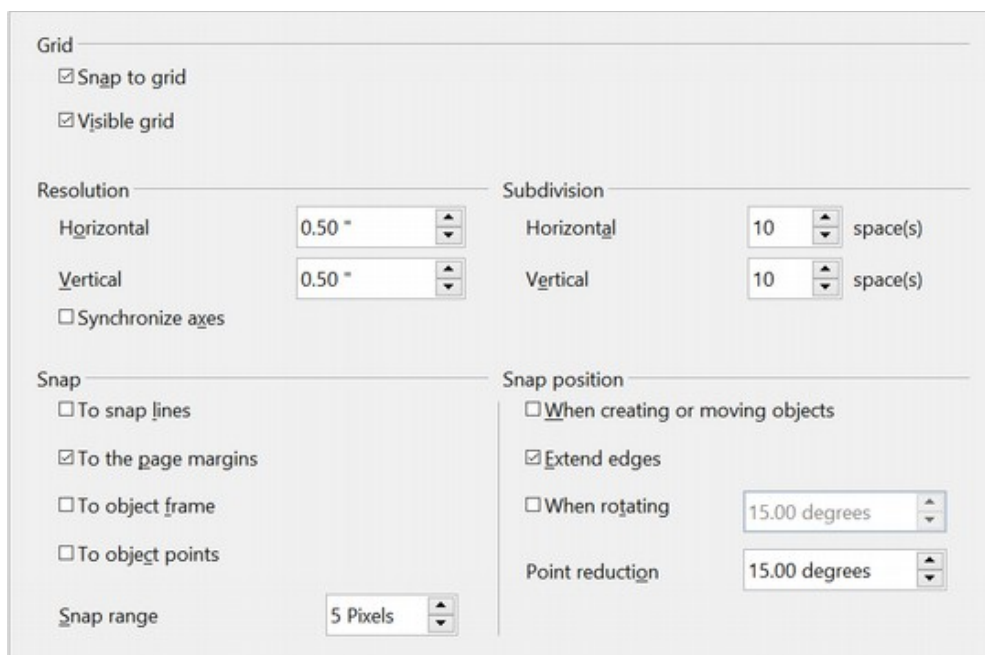 Grid
Snap to grid
Visible grid
Resolution
Horizontal
0.50 "
Vertical
0.50 "
Synchronize axes
Subdivision
Horizontal
10
space(s)
Vertical
10
space(s)
Snap
To snap lines
To the page margins
To object frame
To object points
Snap range
5 Pixels
Snap position
When creating or moving objects
Extend edges
When rotating
15.00 degrees
Point reduction
15.00 degrees